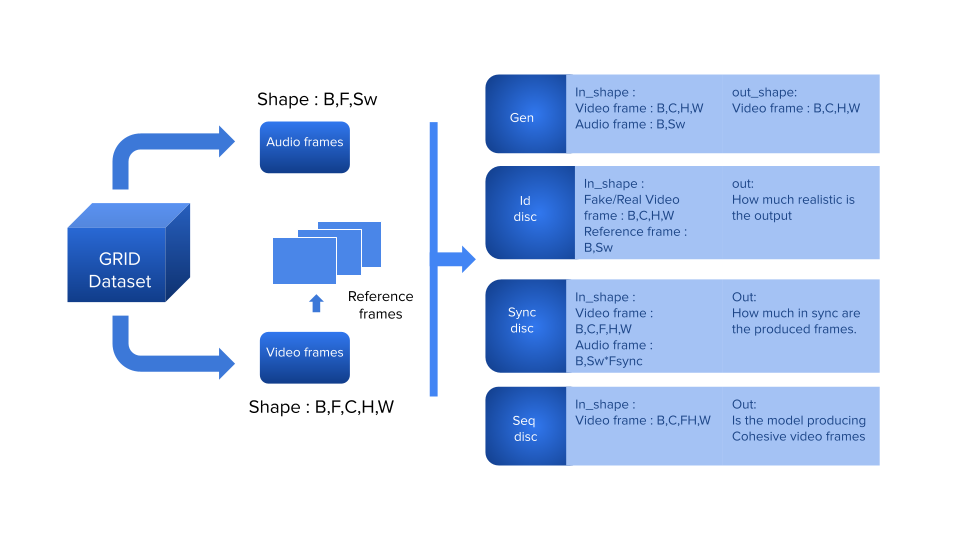 Shape : B,F,Sw
Audio frames
GRID
Dataset
Reference
frames
Video frames
Shape : B,F,C,H,W
Gen
In_shape :
Video frame : B,C,H,W
Audio frame : B,Sw
out_shape:
Video frame : B,C,H,W
Id
disc
In_shape :
Fake/Real Video
frame : B,C,H,W
Reference frame :
B,Sw
out:
How much realistic is
the output
Sync
disc
In_shape :
Video frame :
B,C,F,H,W
Audio frame :
B,Sw*Fsync
Out:
How much in sync are
the produced frames.
Seq
disc
In_shape :
Video frame : B,C,FH,W
Out:
Is the model producing
Cohesive video frames